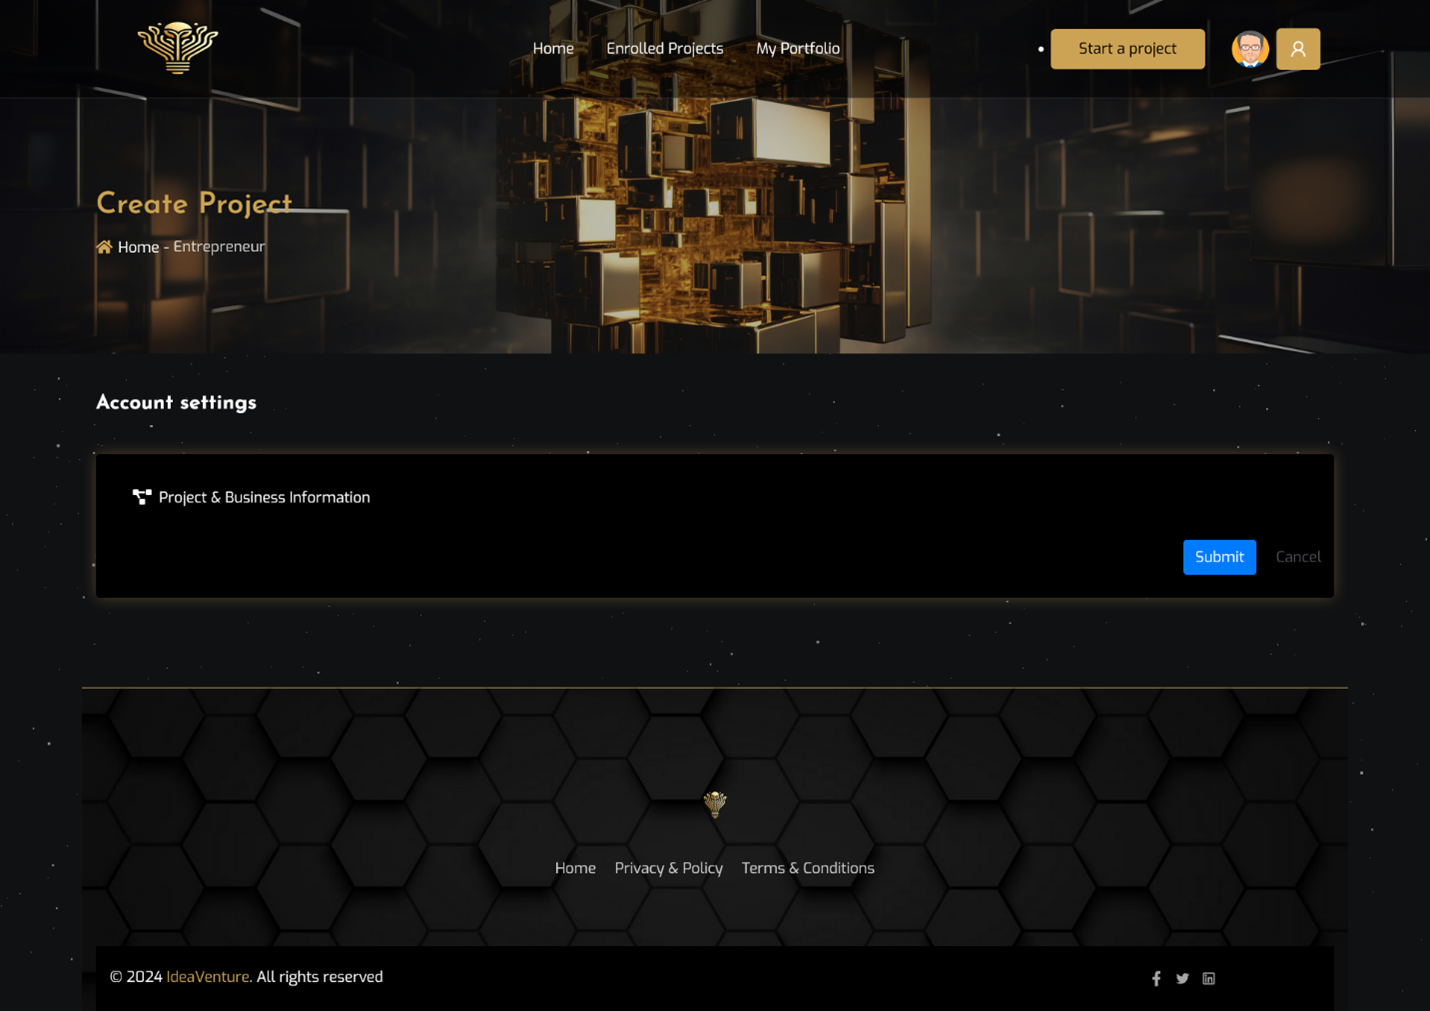 Home Enrolled Projects My Portfolio Start a project
Create Project
Home - Entrepreneur
Account settings
Project & Business Information
Submit Cancel
Home Privacy & Policy Terms & Conditions
© 2024 IdeaVenture. All rights reserved